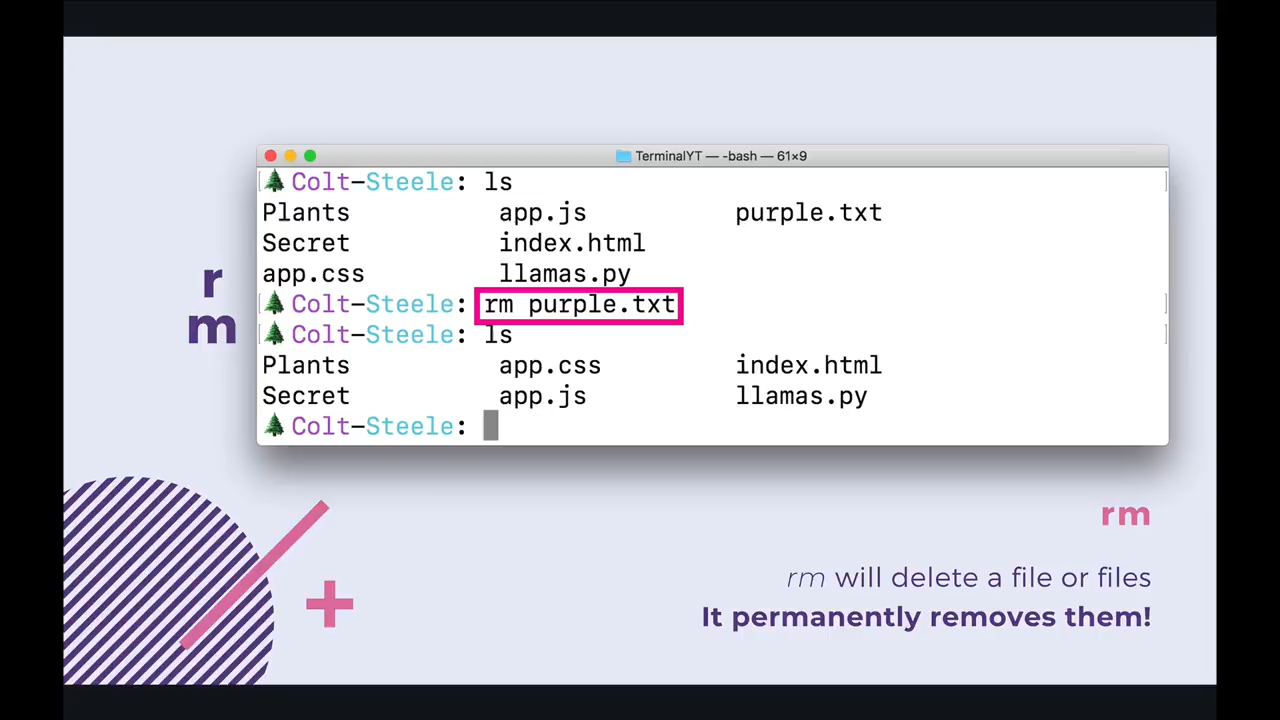 TerminalYT — -bash — 61×9
Colt-Steele: ls
Plants app.js purple.txt
Secret index.html
app.css llamas.py
Colt-Steele: rm purple.txt
Colt-Steele: ls
Plants app.css index.html
Secret app.js llamas.py
Colt-Steele:
r
m
rm
rm will delete a file or files
It permanently removes them!